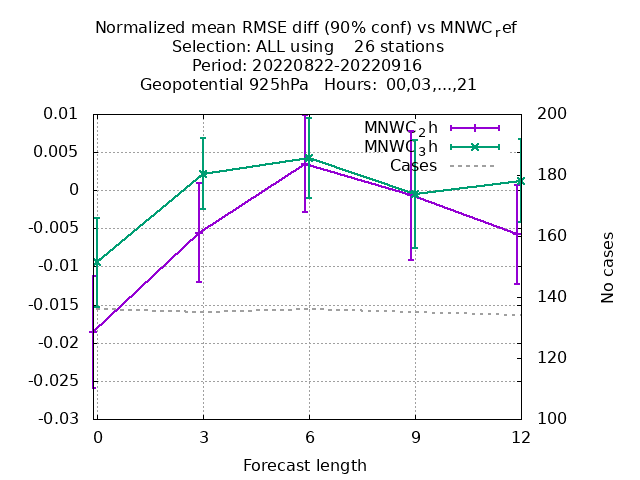 Normalized mean RMSE diff (90% conf) vs MNWC_ref
Selection: ALL using 26 stations
Period: 20220822-20220916
Geopotential 925hPa Hours: 00,03,...,21
0.01
0.005
0
-0.005
-0.01
-0.015
-0.02
-0.025
-0.03
MNWC_2h
MNWC_3h
Cases
200
180
160
140
120
100
No cases
0 3 6 9 12
Forecast length